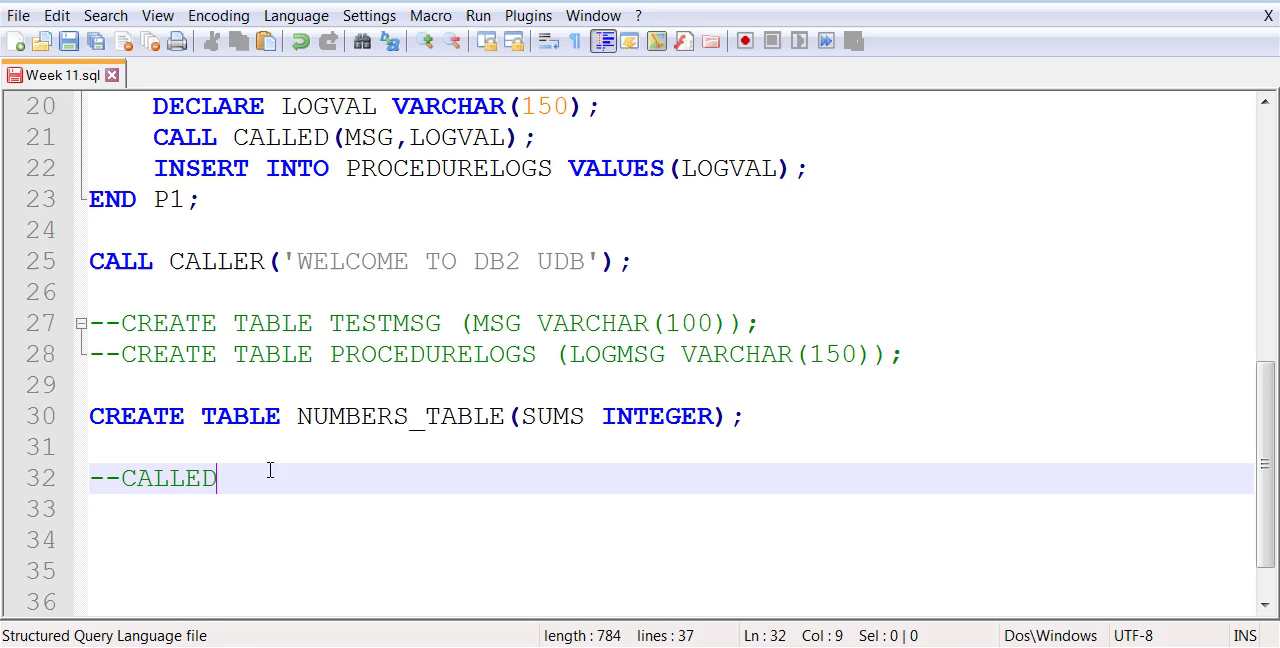 File Edit Search View Encoding Language Settings Macro Run Plugins Window ? X
Week 11.sql
20 DECLARE LOGVAL VARCHAR(150);
21 CALL CALLED(MSG,LOGVAL);
22 INSERT INTO PROCEDURELOGS VALUES(LOGVAL);
23 END P1;
24
25 CALL CALLER('WELCOME TO DB2 UDB');
26
27 --CREATE TABLE TESTMSG (MSG VARCHAR(100));
28 --CREATE TABLE PROCEDURELOGS (LOGMSG VARCHAR(150));
29
30 CREATE TABLE NUMBERS_TABLE(SUMS INTEGER);
31
32 --CALLED
33
34
35
36
Structured Query Language file length : 784 lines : 37 Ln : 32 Col : 9 Sel : 0 | 0 Dos\Windows UTF-8 INS